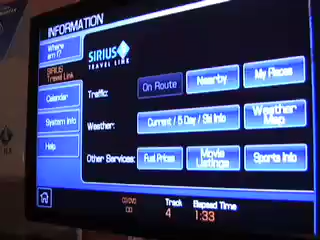 INFORMATION
Where am I?
SIRIUS Travel Link
Calendar
System Info
Help
SIRIUS
TRAVEL LINK
Traffic: On Route Nearby My Places
Weather: Current / 5 Day / Ski Info Weather Map
Other Services: Fuel Prices Movie Listings Sports Info
CD/DVD
CD
Track
4
Elapsed Time
1:33